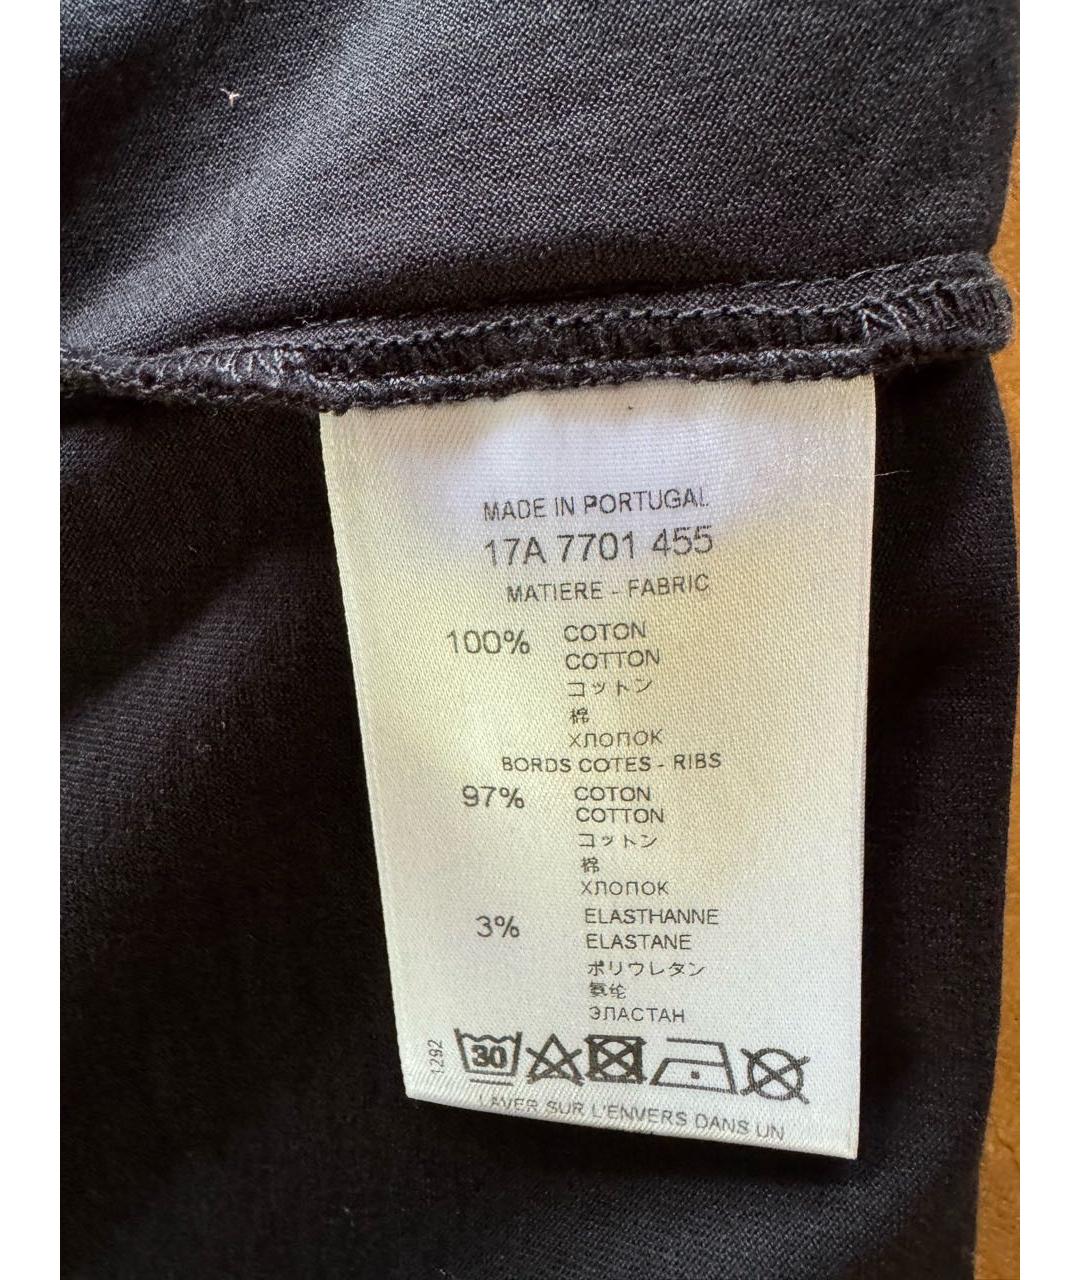 MADE IN PORTUGAL
17A 7701 455
MATIERE - FABRIC
100% COTON
COTTON
コットン
棉
ХЛОПОК
BORDS COTES - RIBS
97% COTON
COTTON
コットン
棉
ХЛОПОК
3% ELASTHANNE
ELASTANE
ポリウレタン
氨纶
ЭЛАСТАН
1292
30
LAVER SUR L'ENVERS DANS UN